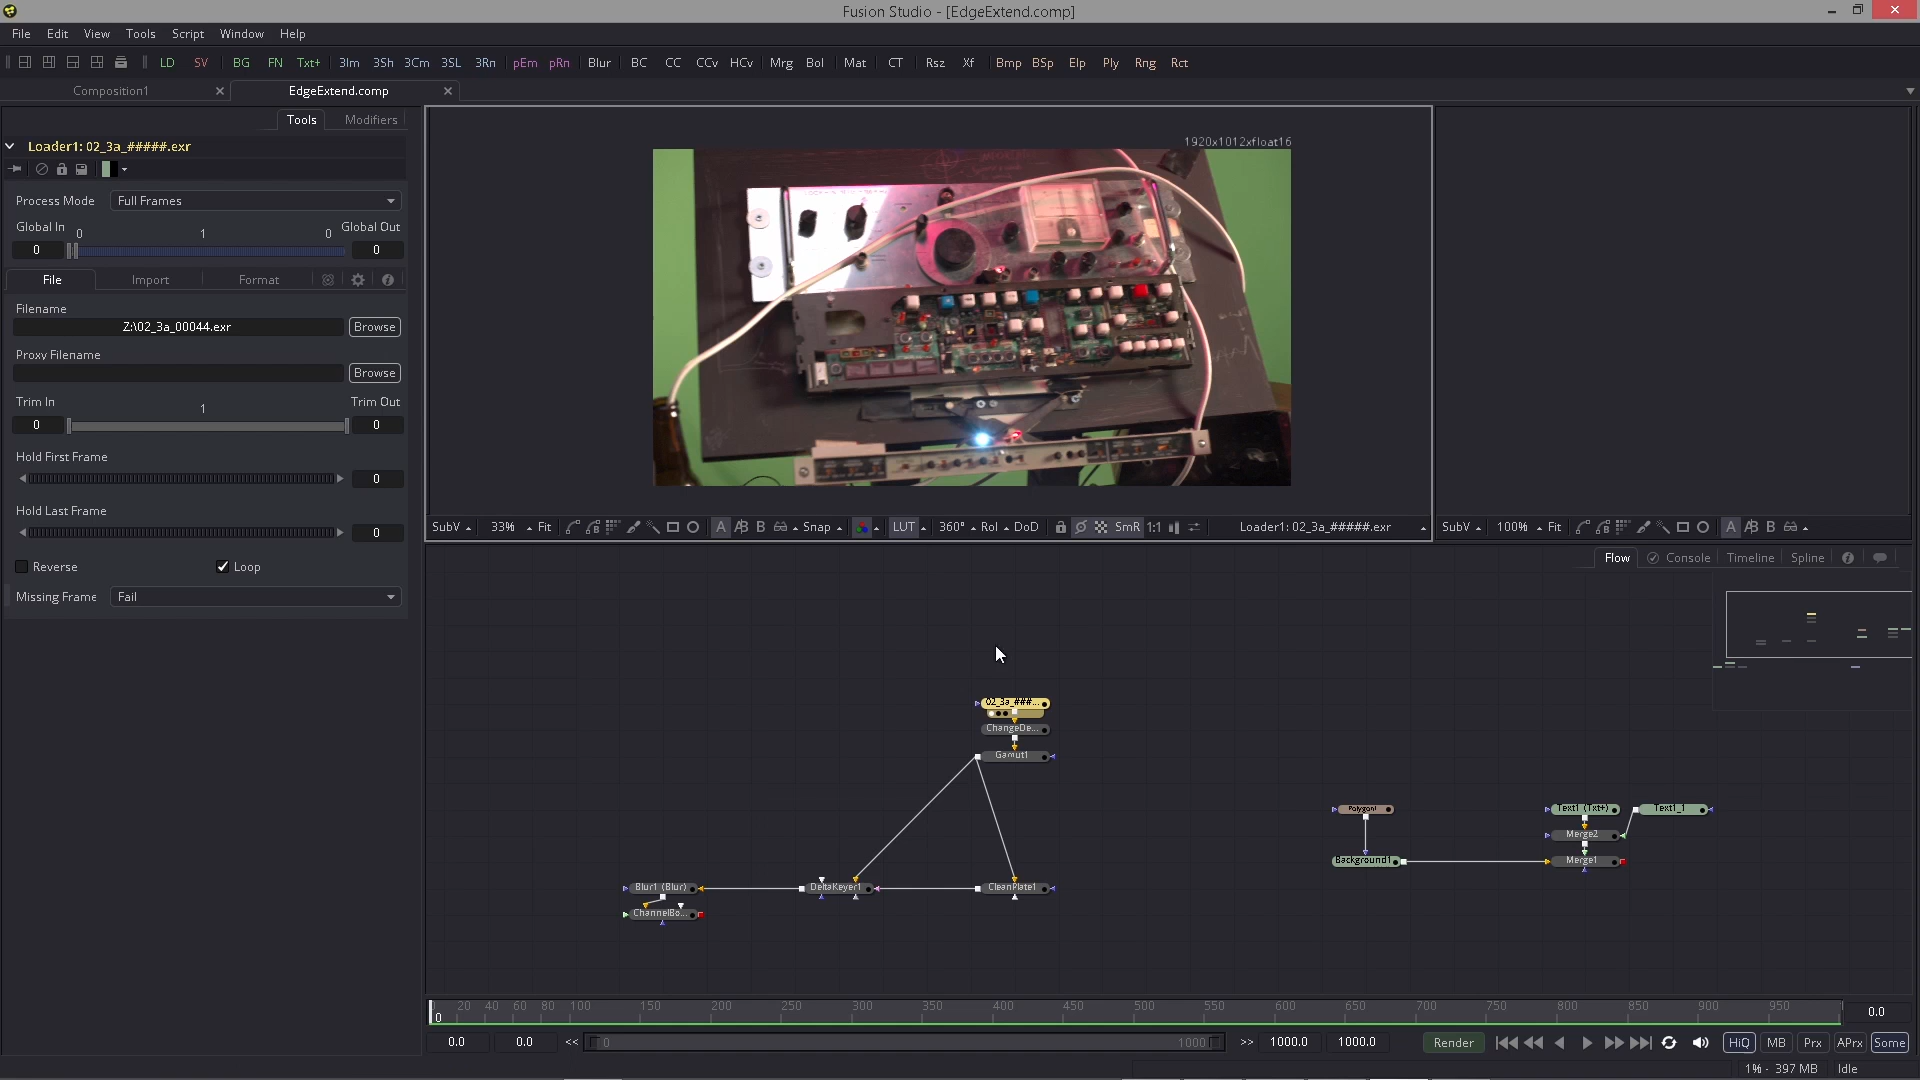 Fusion Studio - [EdgeExtend.comp]
File Edit View Tools Script Window Help
LD SV BG FN Txt+ 3Im 3Sh 3Cm 3SL 3Rn pEm pRn Blur BC CC CCv HCv Mrg Bol Mat CT Rsz Xf Bmp BSp Elp Ply Rng Rct
Composition1 EdgeExtend.comp
Tools Modifiers
Loader1: 02_3a_#####.exr
1920x1012xfloat16
Process Mode Full Frames
Global In 0 1 0 Global Out
0 0
File Import Format
Filename
Z:\02_3a_00044.exr Browse
Proxy Filename
Browse
Trim In 1 Trim Out
0 0
Hold First Frame
0
Hold Last Frame
0
SubV 33% Fit A A|B B Snap LUT 360° RoI DoD SmR 1:1 Loader1: 02_3a_#####.exr
SubV 100% Fit A A|B B
Reverse Loop
Missing Frame Fail
Flow Console Timeline Spline
02_3a_###...
ChangeDe...
Gamut1
Polygon1 Text1 (Txt+) Text1_1
Merge2
Background1 Merge1
Blur1 (Blur) DeltaKeyer1 CleanPlate1
ChannelBo...
0 20 40 60 80 100 150 200 250 300 350 400 450 500 550 600 650 700 750 800 850 900 950
0 0.0
0.0 0.0 << 0 1000 >> 1000.0 1000.0 Render HiQ MB Prx APrx Some
1% - 397 MB Idle